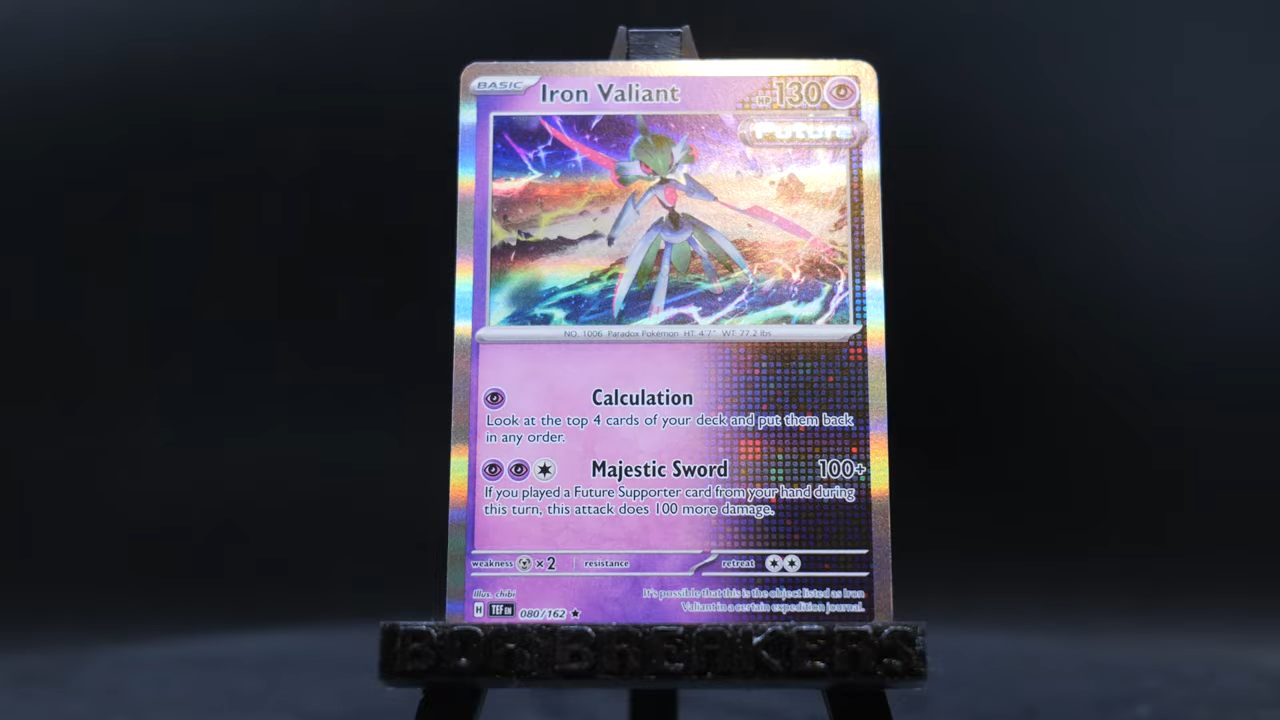 BASIC Iron Valiant HP 130
Future
NO. 1006 Paradox Pokémon HT: 4'7" WT: 77.2 lbs
Calculation
Look at the top 4 cards of your deck and put them back
in any order.
Majestic Sword 100+
If you played a Future Supporter card from your hand during
this turn, this attack does 100 more damage.
weakness ×2 resistance retreat
Illus. chibi
It's possible that this is the object listed as Iron
Valiant in a certain expedition journal.
H TEF EN 080/162
BOX BREAKERS